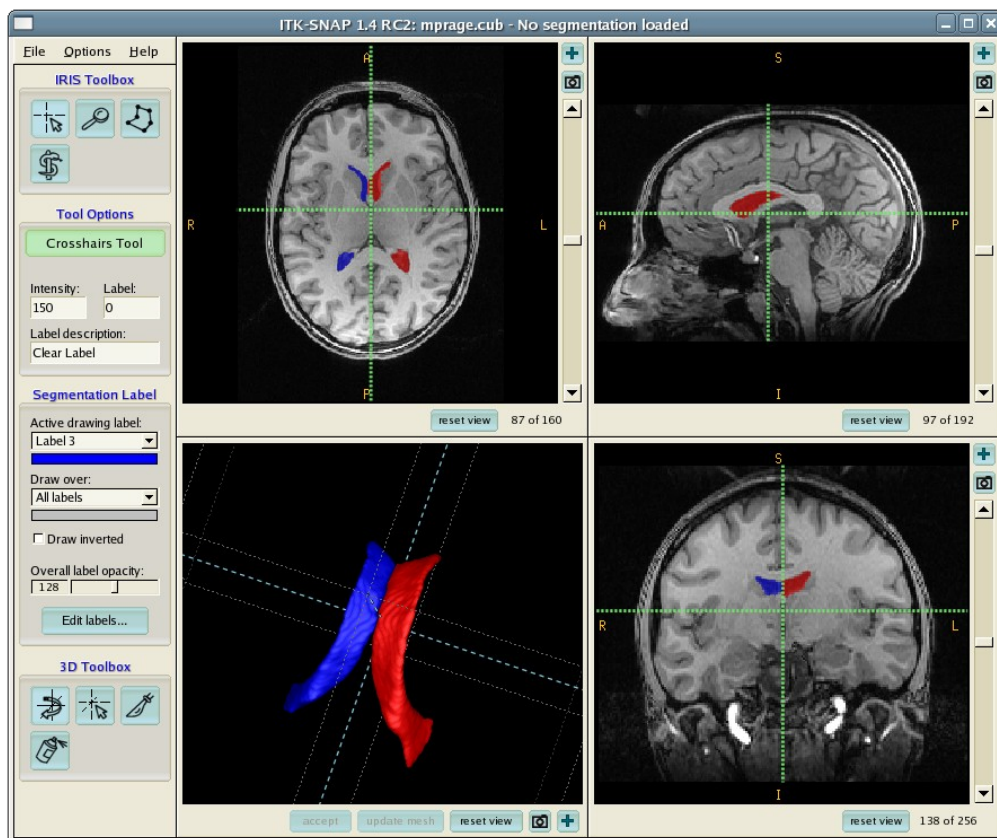 ITK-SNAP 1.4 RC2: mprage.cub - No segmentation loaded
File Options Help
IRIS Toolbox
Tool Options
Crosshairs Tool
Intensity: Label:
150 0
Label description:
Clear Label
Segmentation Label
Active drawing label:
Label 3
Draw over:
All labels
Draw inverted
Overall label opacity:
128
Edit labels...
3D Toolbox
A
R L
P
reset view 87 of 160
S
A P
I
reset view 97 of 192
accept update mesh reset view
S
R L
I
reset view 138 of 256